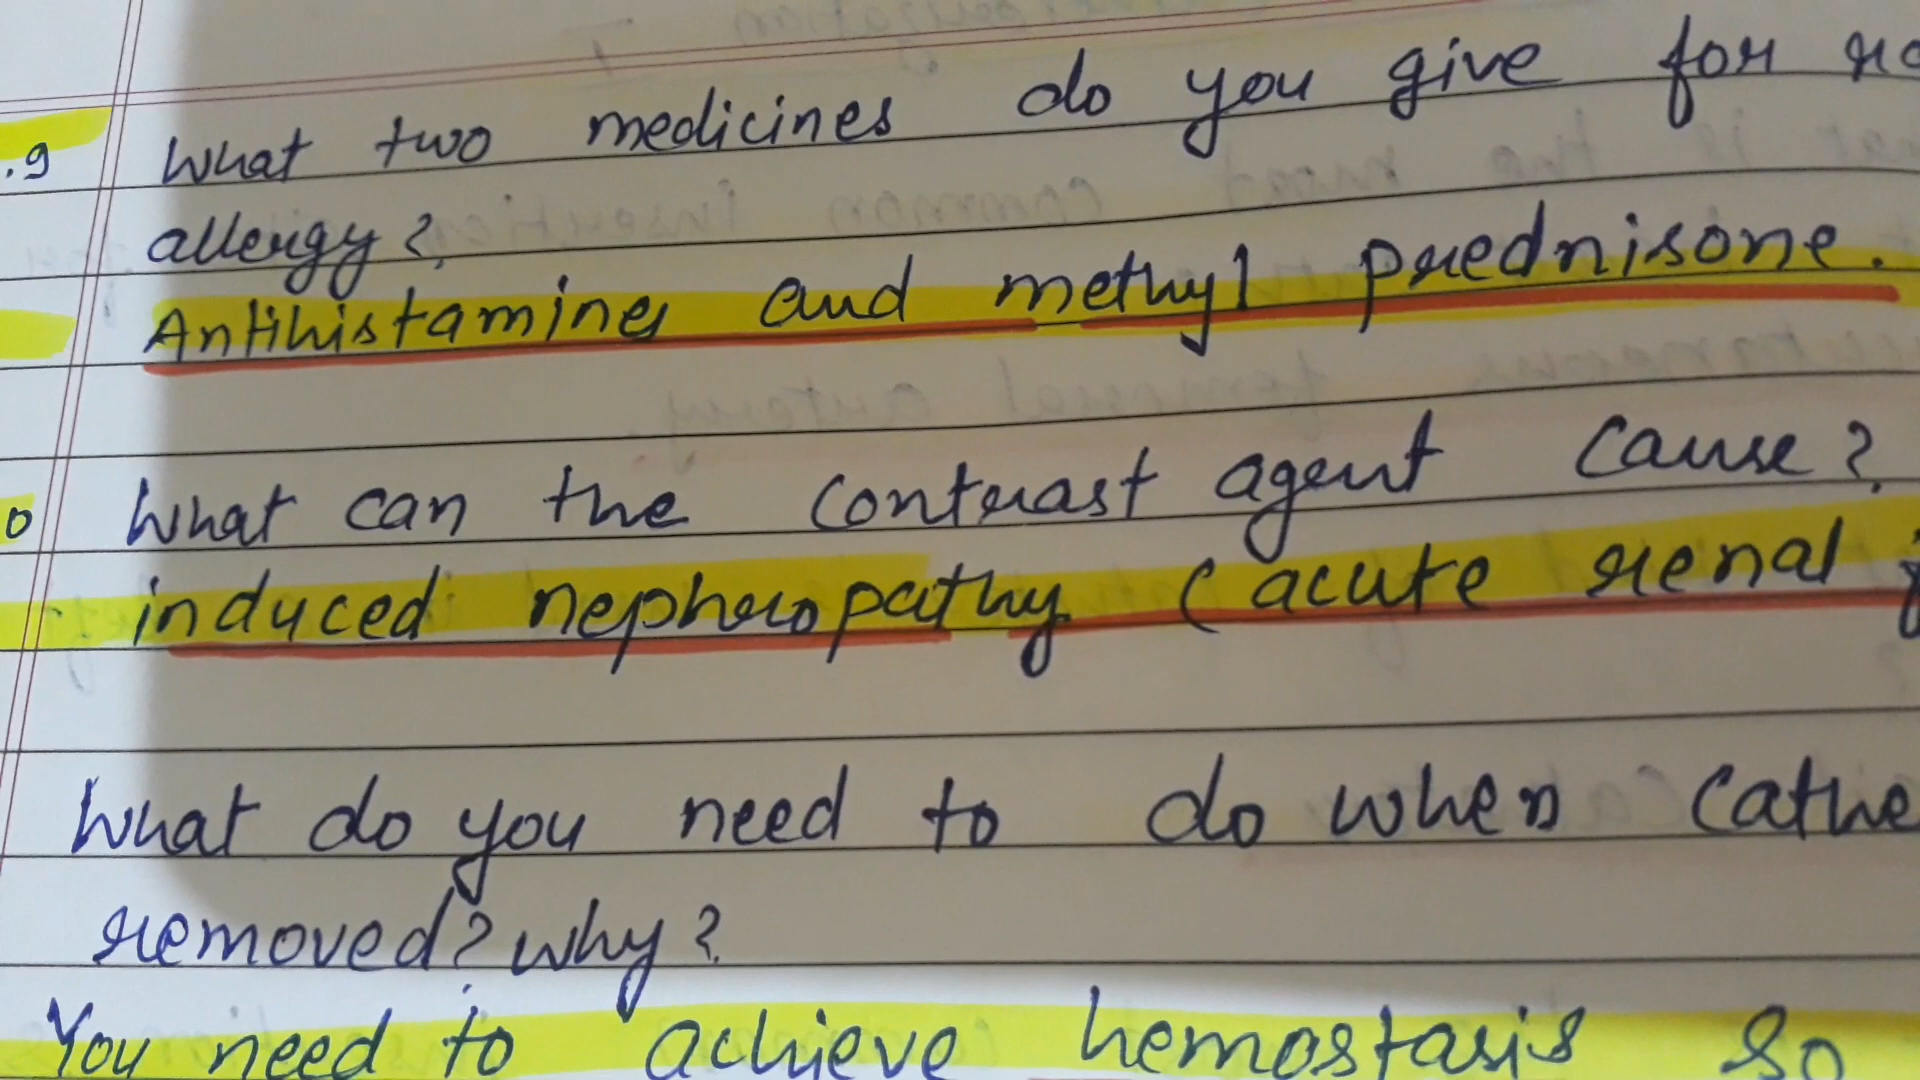 .9 What two medicines do you give for
allergy?
Antihistamines and methyl prednisone.
0 What can the contrast agent cause?
induced nephropathy (acute renal
What do you need to do when
removed? why?
You need to achieve hemostasis so